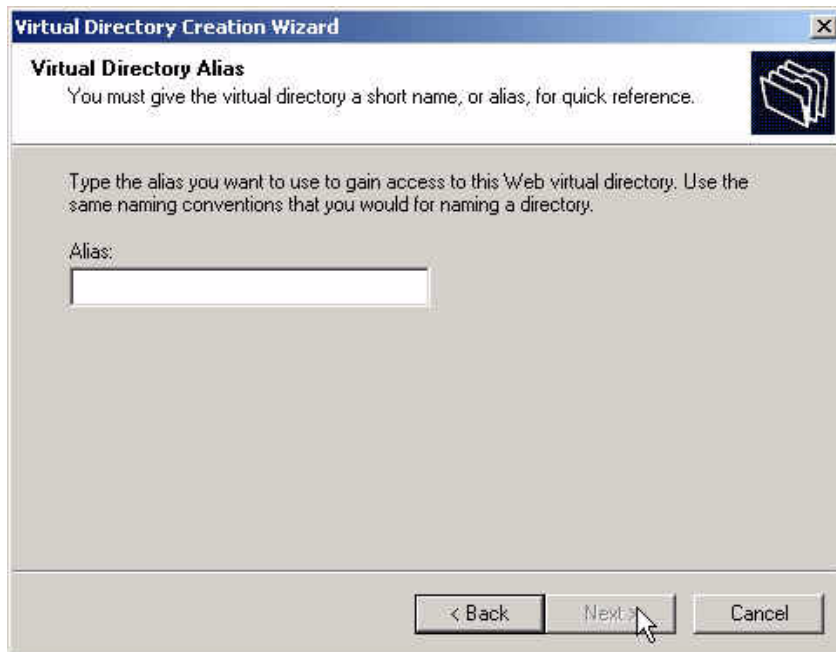 Virtual Directory Creation Wizard
Virtual Directory Alias
You must give the virtual directory a short name, or alias, for quick reference.
Type the alias you want to use to gain access to this Web virtual directory. Use the
same naming conventions that you would for naming a directory.
Alias:
< Back Next > Cancel